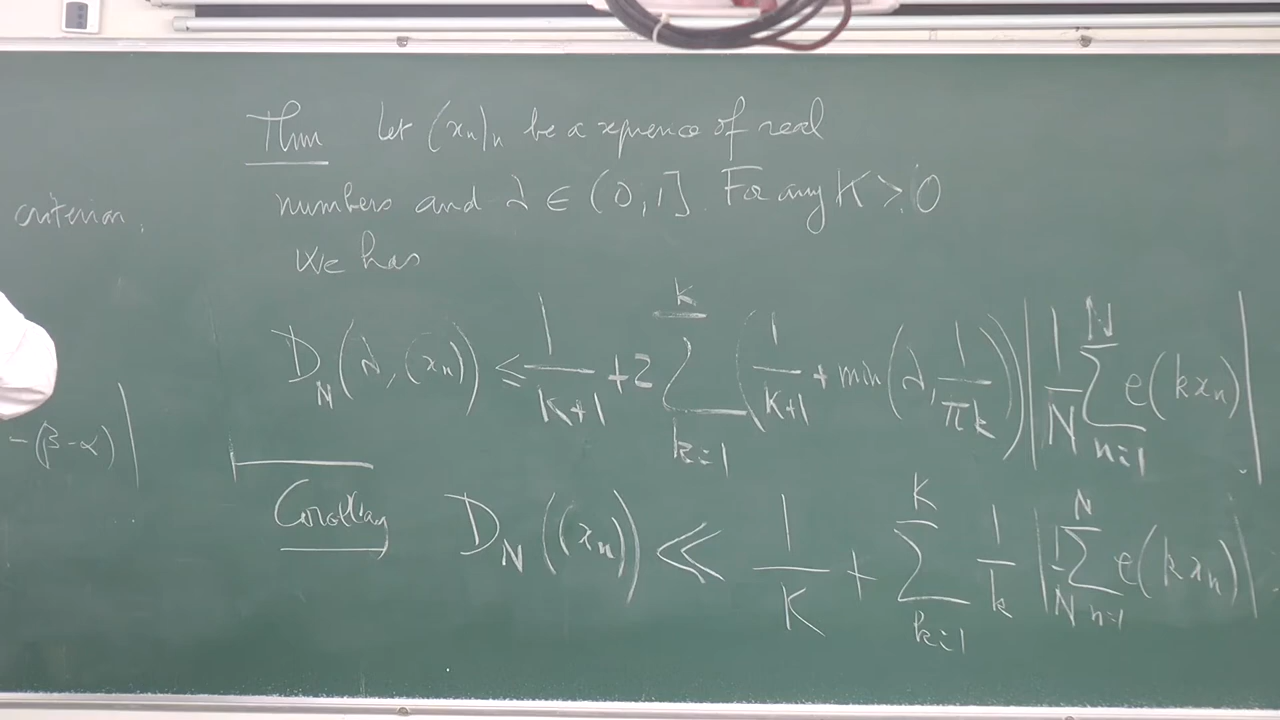 criterion.
- (β-α)|
Thm Let (xₙ)ₙ be a sequence of real
numbers and λ ∈ (0,1]. For any K ≥ 0
We has
D_N(λ, (xₙ)) ≤ 1/(K+1) + 2 ∑_{k=1}^{K} (1/(K+1) + min(λ, 1/(πk))) |1/N ∑_{n=1}^{N} e(kxₙ)|.
Corollary D_N((xₙ)) ≪ 1/K + ∑_{k=1}^{K} 1/k |1/N ∑_{n=1}^{N} e(kxₙ)|.